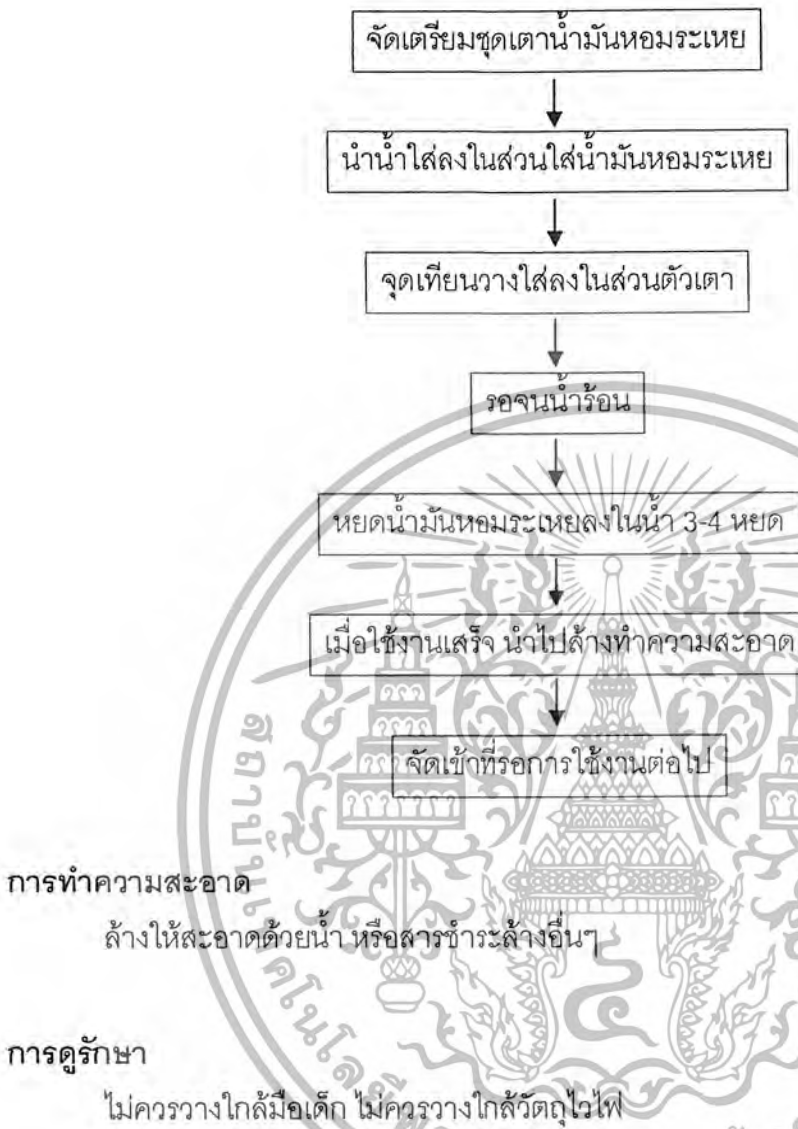 จัดเตรียมชุดเตาน้ำมันหอมระเหย
นำน้ำใส่ลงในส่วนใส่น้ำมันหอมระเหย
จุดเทียนวางใส่ลงในส่วนตัวเตา
รอจนน้ำร้อน
หยดน้ำมันหอมระเหยลงในน้ำ 3-4 หยด
เมื่อใช้งานเสร็จ นำไปล้างทำความสะอาด
จัดเข้าที่รอการใช้งานต่อไป
การทำความสะอาด
ล้างให้สะอาดด้วยน้ำ หรือสารชำระล้างอื่นๆ
การดูรักษา
ไม่ควรวางใกล้มือเด็ก ไม่ควรวางใกล้วัตถุไวไฟ